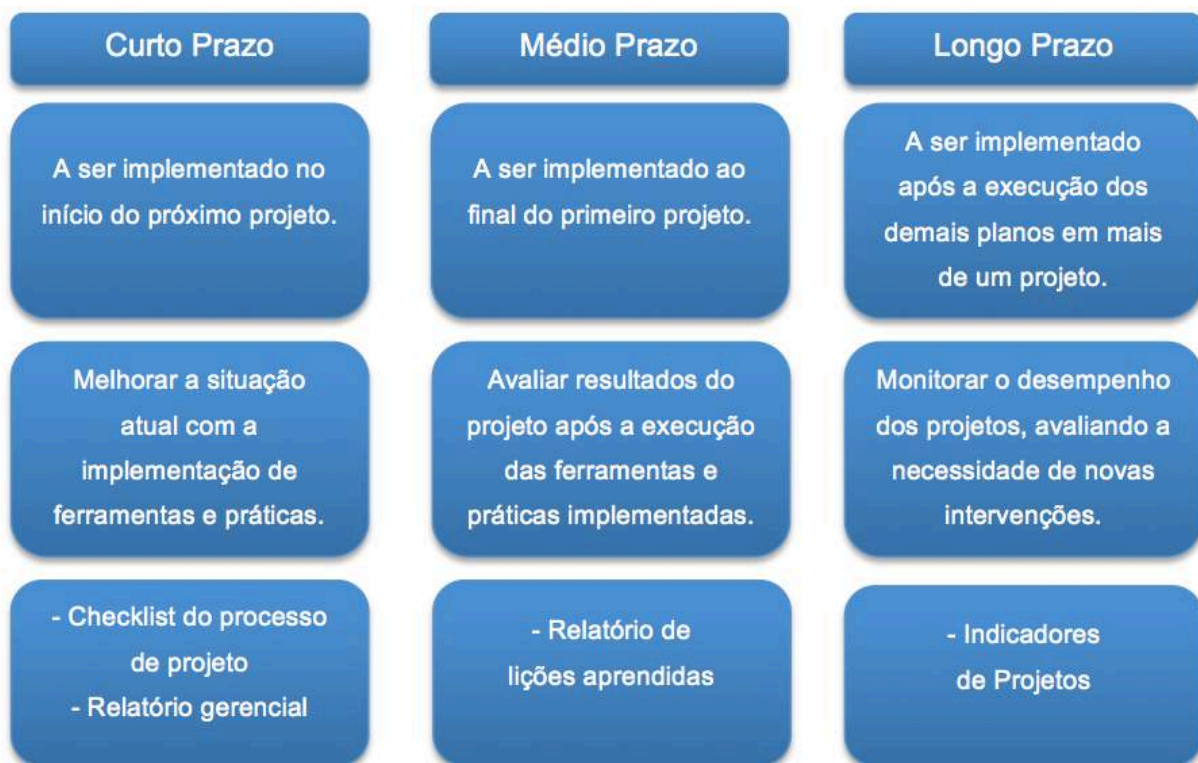 Curto Prazo
Médio Prazo
Longo Prazo
A ser implementado no
início do próximo projeto.
A ser implementado ao
final do primeiro projeto.
A ser implementado
após a execução dos
demais planos em mais
de um projeto.
Melhorar a situação
atual com a
implementação de
ferramentas e práticas.
Avaliar resultados do
projeto após a execução
das ferramentas e
práticas implementadas.
Monitorar o desempenho
dos projetos, avaliando a
necessidade de novas
intervenções.
- Checklist do processo
de projeto
- Relatório gerencial
- Relatório de
lições aprendidas
- Indicadores
de Projetos